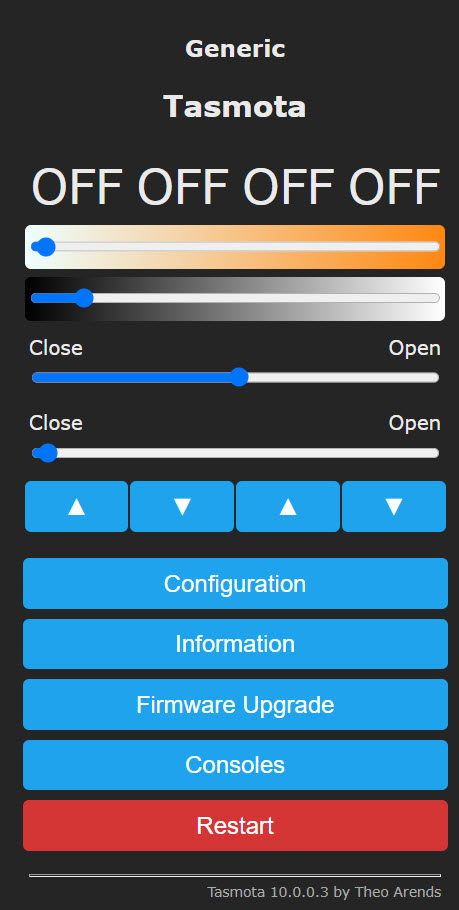 Generic
Tasmota
OFF OFF OFF OFF
Close Open
Close Open
▲ ▼ ▲ ▼
Configuration
Information
Firmware Upgrade
Consoles
Restart
Tasmota 10.0.0.3 by Theo Arends